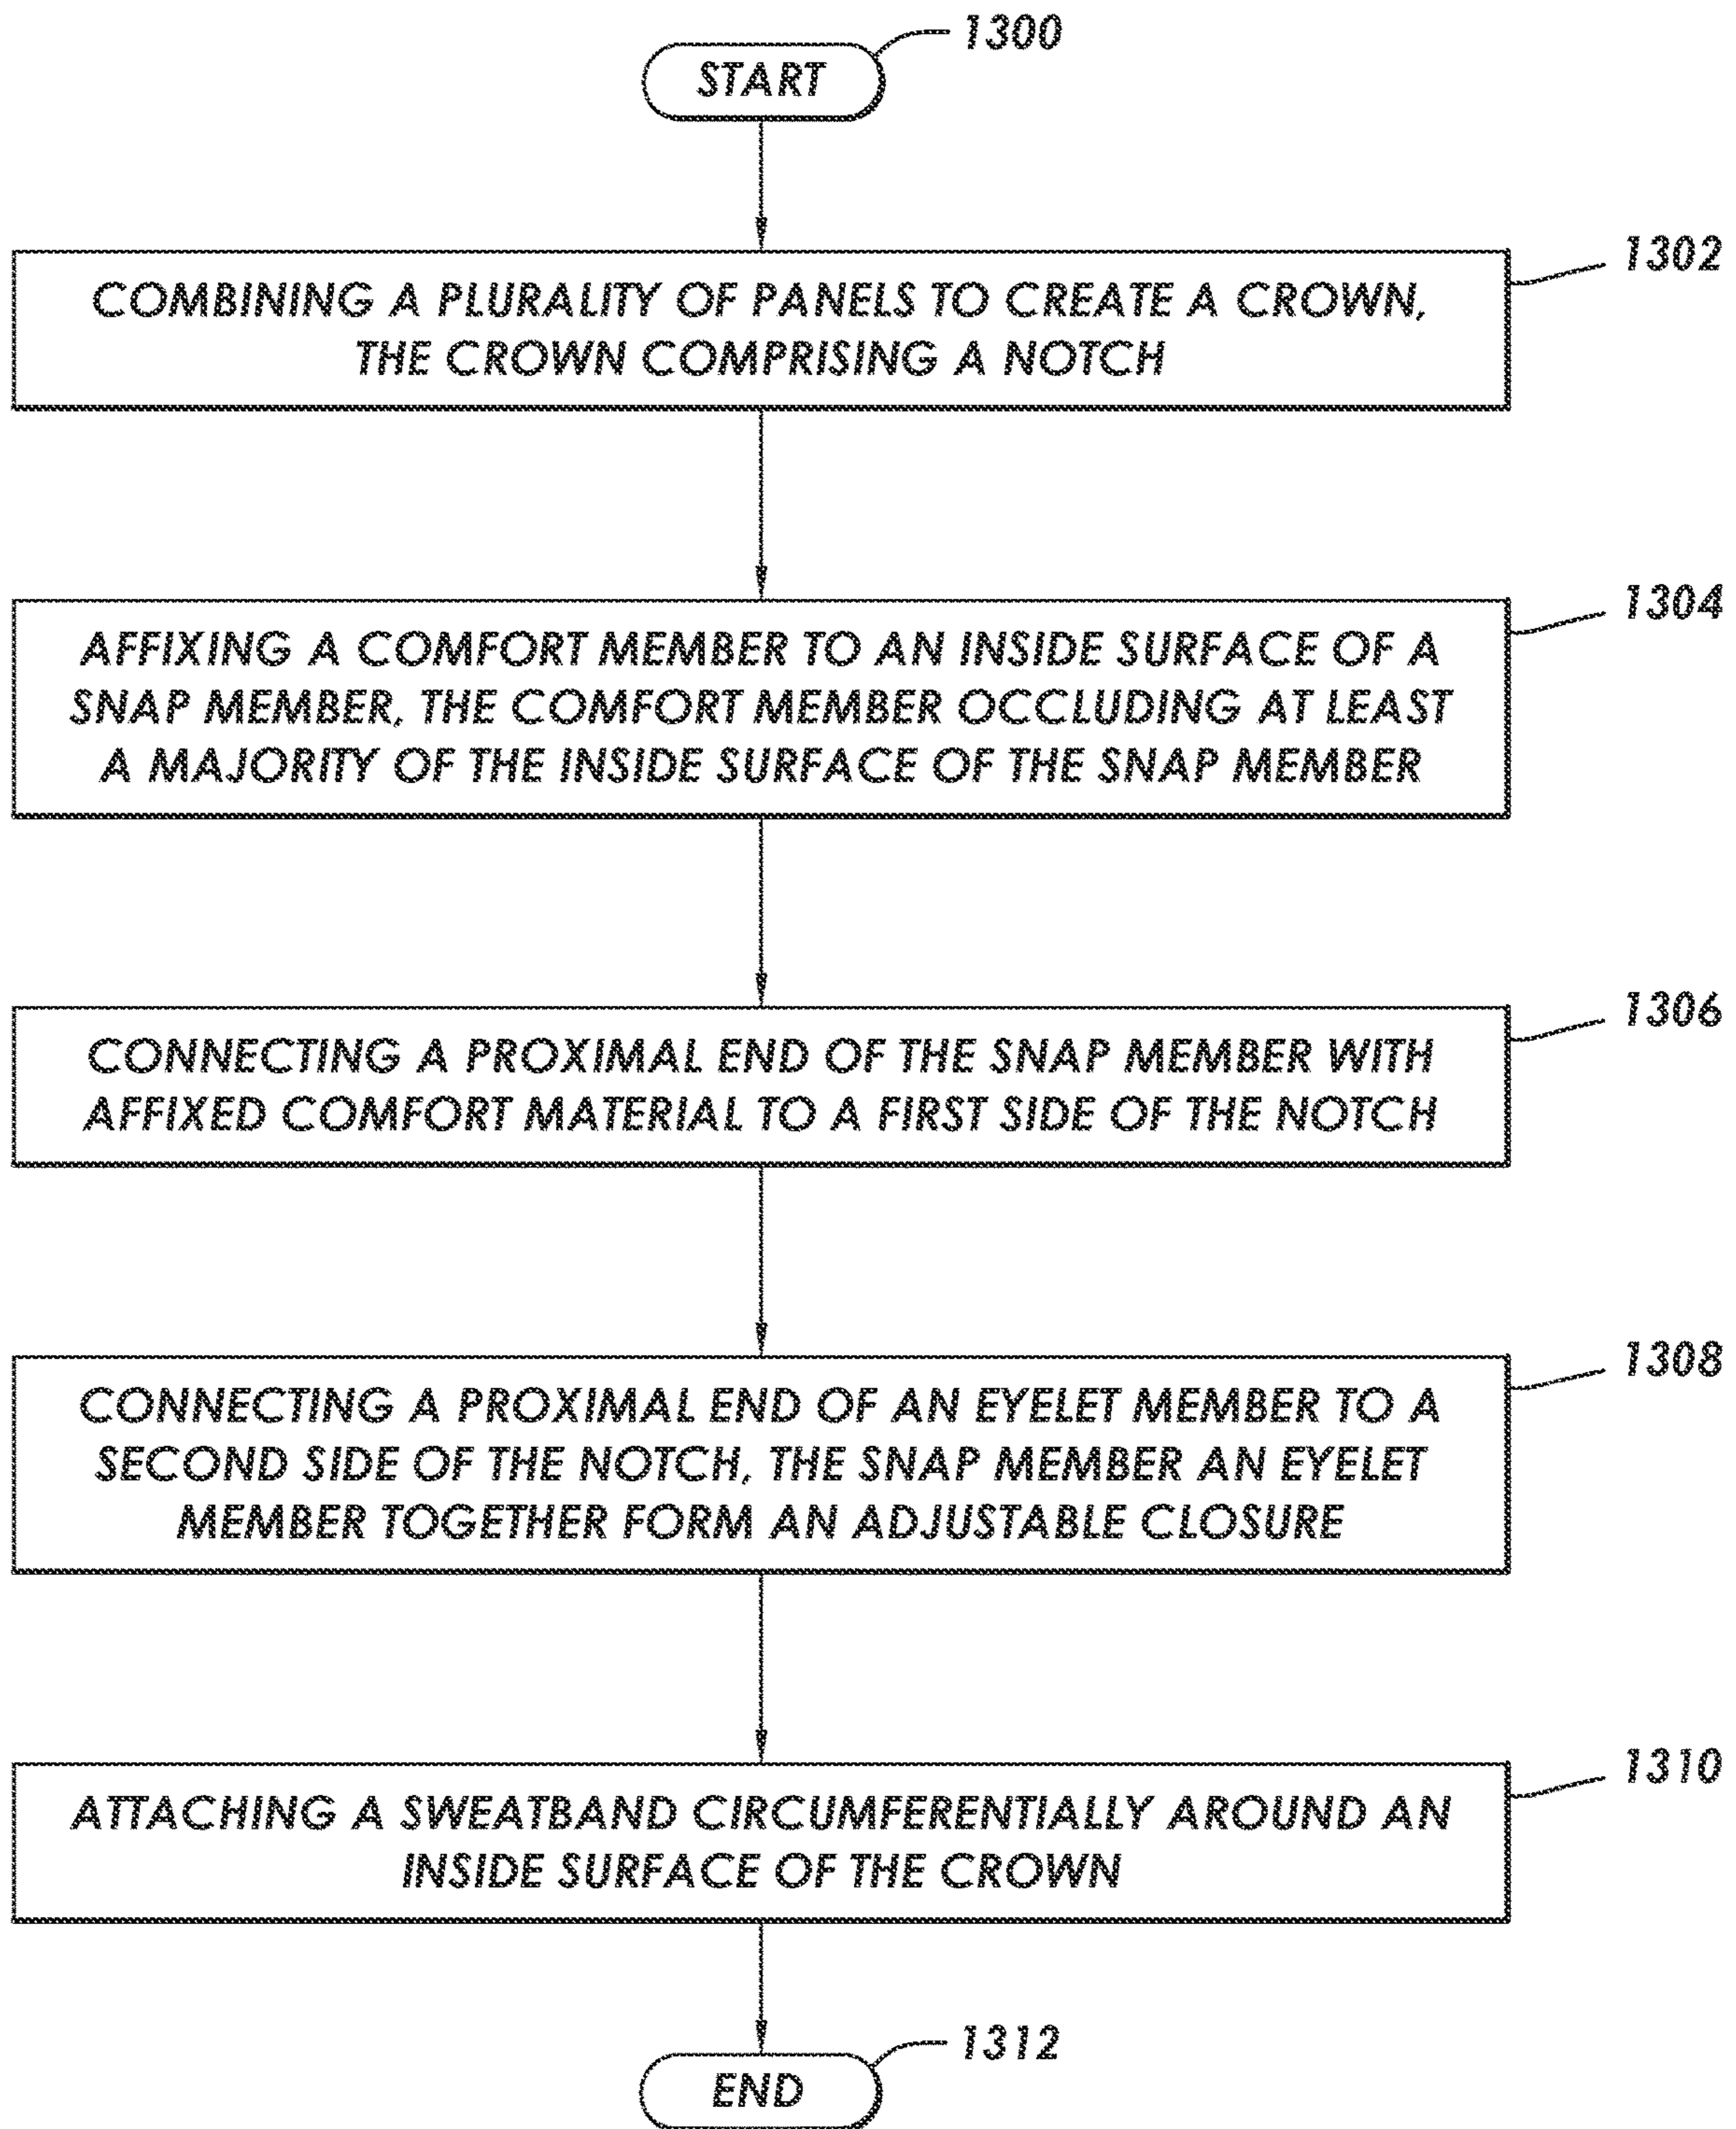 1300
START
1302
COMBINING A PLURALITY OF PANELS TO CREATE A CROWN,
THE CROWN COMPRISING A NOTCH
1304
AFFIXING A COMFORT MEMBER TO AN INSIDE SURFACE OF A
SNAP MEMBER, THE COMFORT MEMBER OCCLUDING AT LEAST
A MAJORITY OF THE INSIDE SURFACE OF THE SNAP MEMBER
1306
CONNECTING A PROXIMAL END OF THE SNAP MEMBER WITH
AFFIXED COMFORT MATERIAL TO A FIRST SIDE OF THE NOTCH
1308
CONNECTING A PROXIMAL END OF AN EYELET MEMBER TO A
SECOND SIDE OF THE NOTCH, THE SNAP MEMBER AN EYELET
MEMBER TOGETHER FORM AN ADJUSTABLE CLOSURE
1310
ATTACHING A SWEATBAND CIRCUMFERENTIALLY AROUND AN
INSIDE SURFACE OF THE CROWN
1312
END